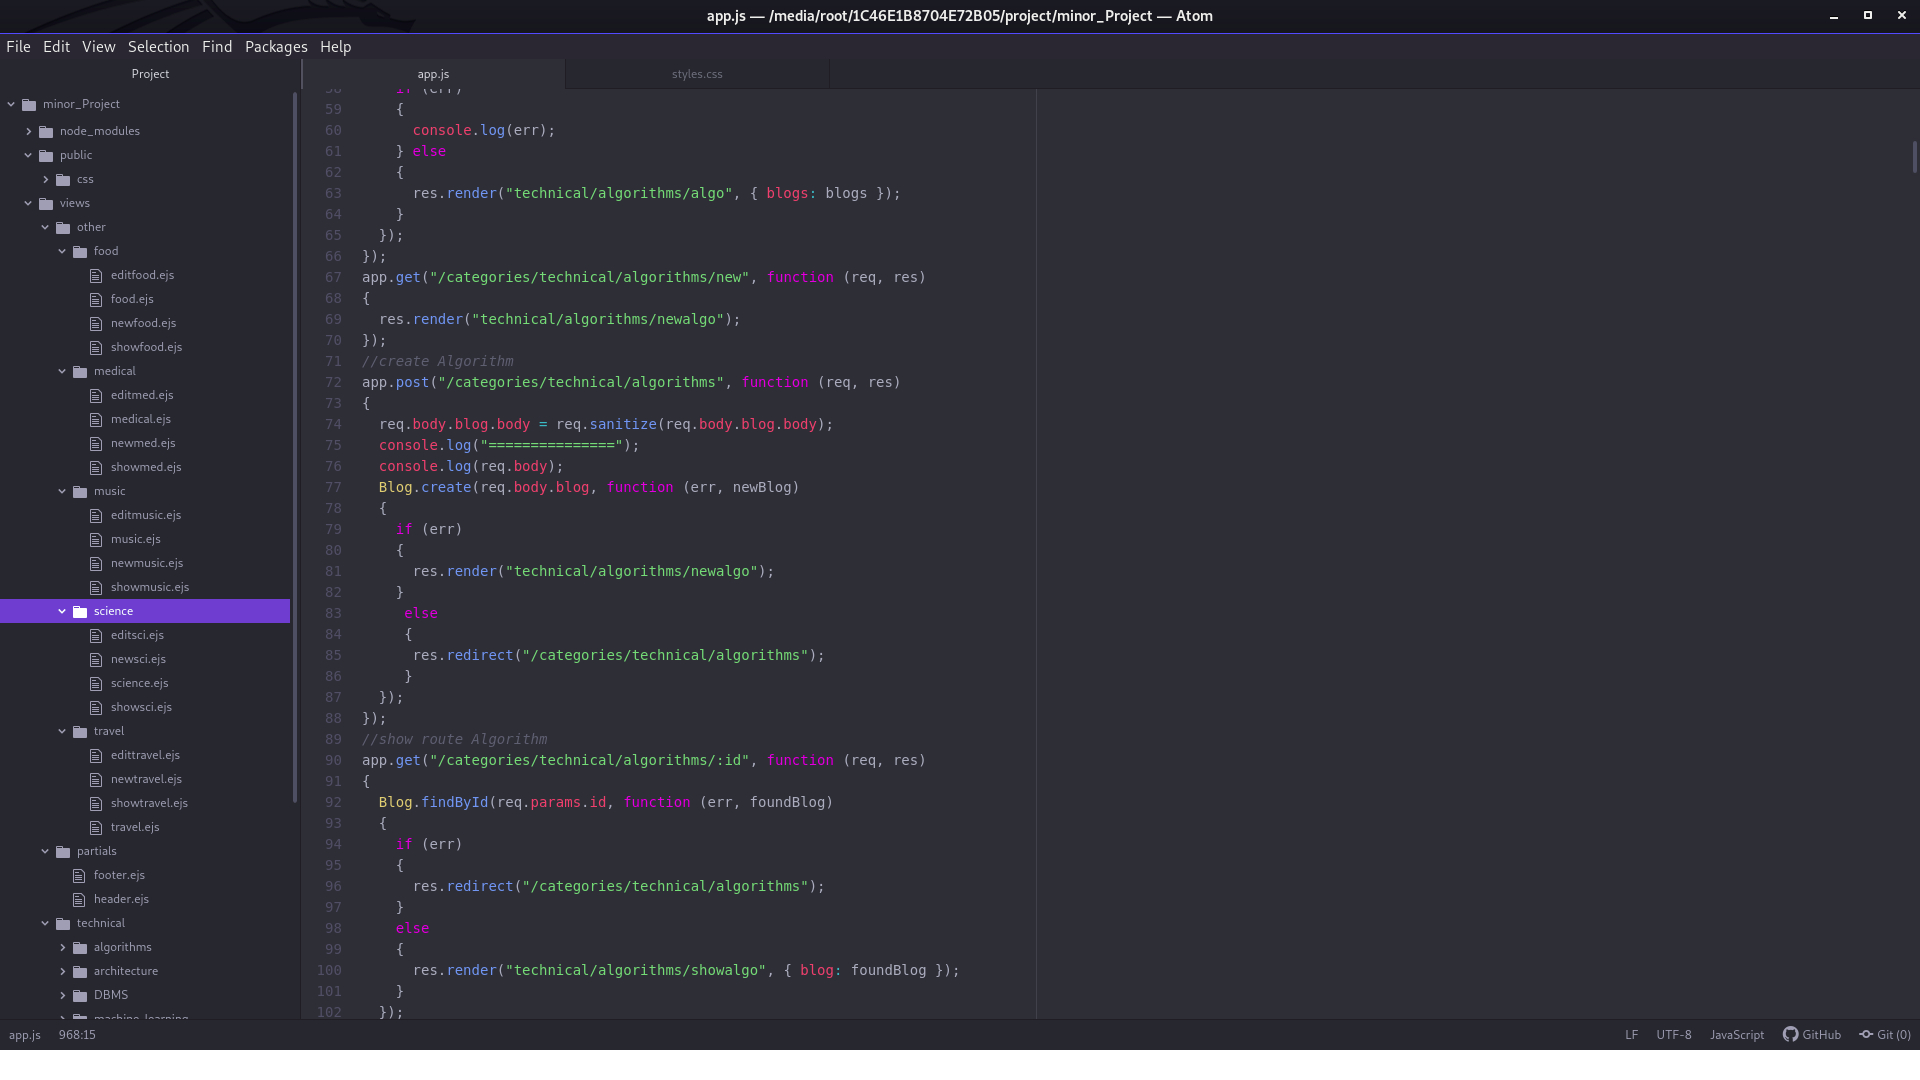 app.js — /media/root/1C46E1B8704E72B05/project/minor_Project — Atom
File Edit View Selection Find Packages Help
Project
minor_Project
node_modules
public
css
views
other
food
editfood.ejs
food.ejs
newfood.ejs
showfood.ejs
medical
editmed.ejs
medical.ejs
newmed.ejs
showmed.ejs
music
editmusic.ejs
music.ejs
newmusic.ejs
showmusic.ejs
science
editsci.ejs
newsci.ejs
science.ejs
showsci.ejs
travel
edittravel.ejs
newtravel.ejs
showtravel.ejs
travel.ejs
partials
footer.ejs
header.ejs
technical
algorithms
architecture
DBMS
machine_learning
app.js styles.css
58 if (err)
59 {
60 console.log(err);
61 } else
62 {
63 res.render("technical/algorithms/algo", { blogs: blogs });
64 }
65 });
66 });
67 app.get("/categories/technical/algorithms/new", function (req, res)
68 {
69 res.render("technical/algorithms/newalgo");
70 });
71 //create Algorithm
72 app.post("/categories/technical/algorithms", function (req, res)
73 {
74 req.body.blog.body = req.sanitize(req.body.blog.body);
75 console.log("===============");
76 console.log(req.body);
77 Blog.create(req.body.blog, function (err, newBlog)
78 {
79 if (err)
80 {
81 res.render("technical/algorithms/newalgo");
82 }
83 else
84 {
85 res.redirect("/categories/technical/algorithms");
86 }
87 });
88 });
89 //show route Algorithm
90 app.get("/categories/technical/algorithms/:id", function (req, res)
91 {
92 Blog.findById(req.params.id, function (err, foundBlog)
93 {
94 if (err)
95 {
96 res.redirect("/categories/technical/algorithms");
97 }
98 else
99 {
100 res.render("technical/algorithms/showalgo", { blog: foundBlog });
101 }
102 });
app.js 968:15 LF UTF-8 JavaScript GitHub Git (0)